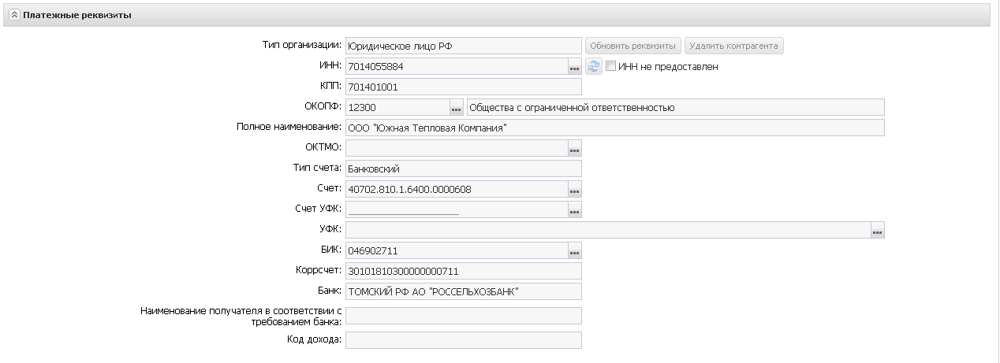 Платежные реквизиты
Тип организации: Юридическое лицо РФ Обновить реквизиты Удалить контрагента
ИНН: 7014055884 ... ИНН не предоставлен
КПП: 701401001
ОКОПФ: 12300 ... Общества с ограниченной ответственностью
Полное наименование: ООО "Южная Тепловая Компания"
ОКТМО: ...
Тип счета: Банковский
Счет: 40702.810.1.6400.0000608 ...
Счет УФК: ____________________ ...
УФК: ...
БИК: 046902711 ...
Коррсчет: 30101810300000000711
Банк: ТОМСКИЙ РФ АО "РОССЕЛЬХОЗБАНК"
Наименование получателя в соответствии с
требованием банка:
Код дохода: